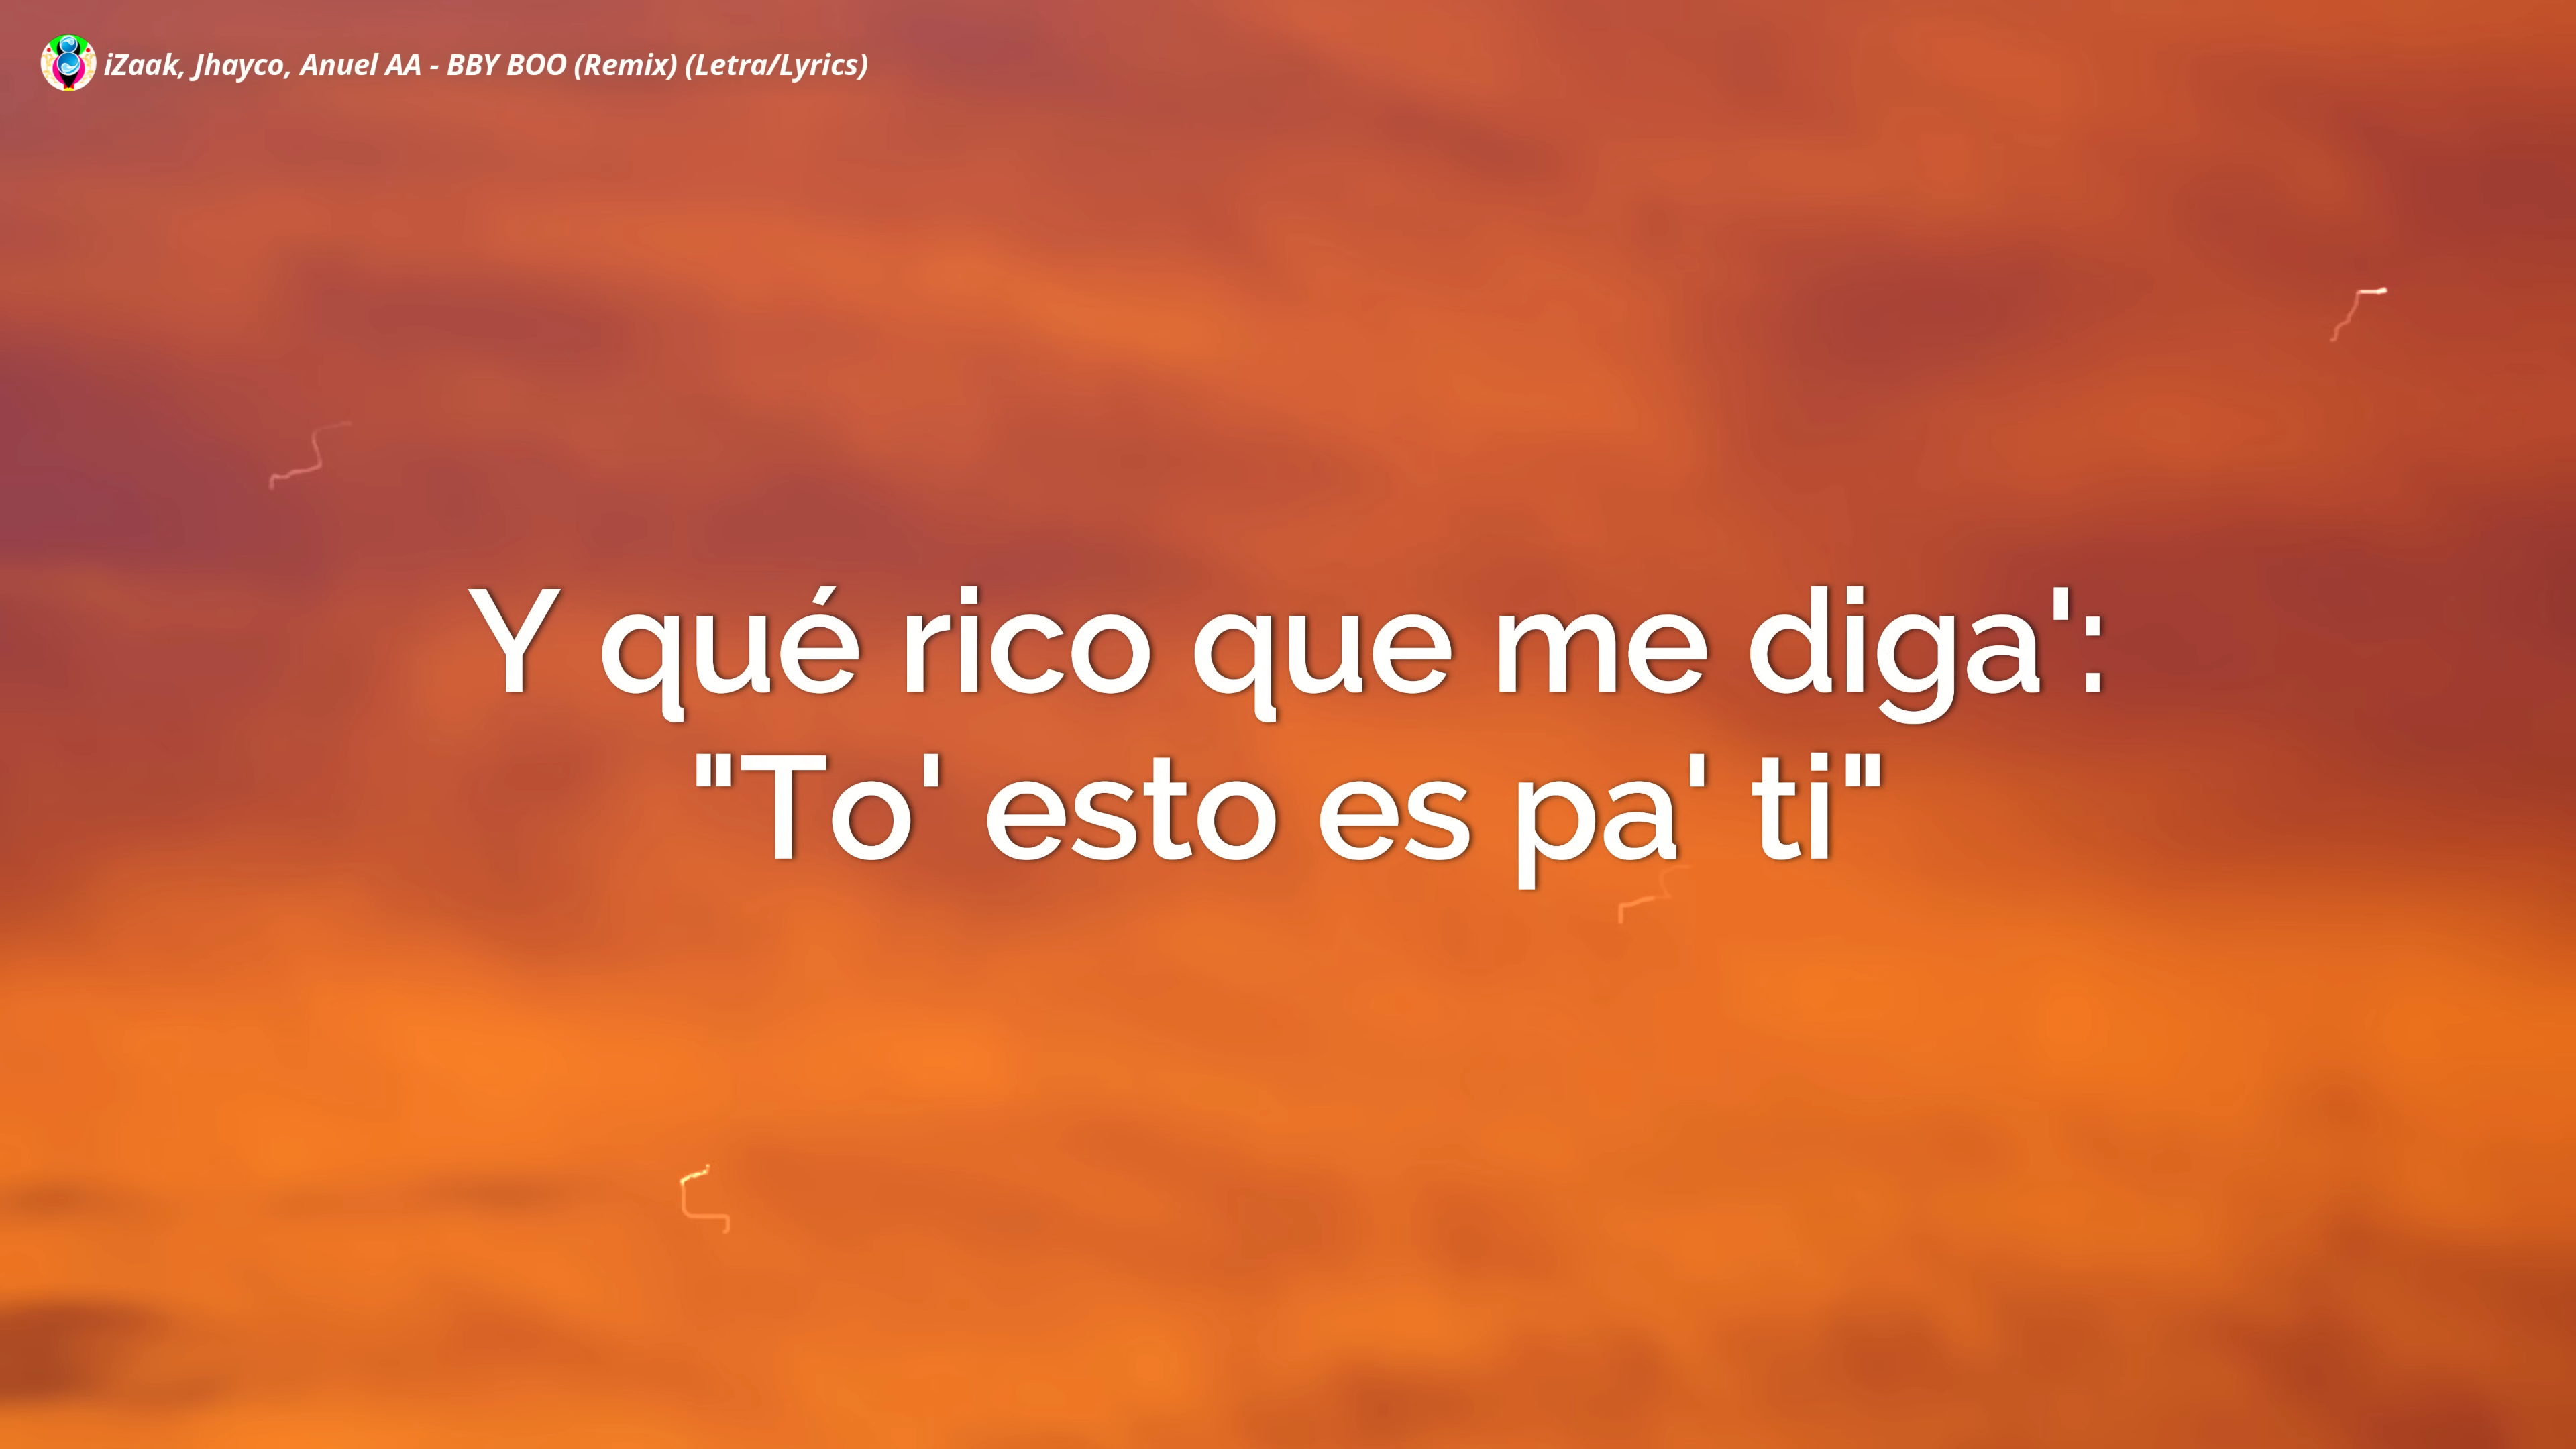 iZaak, Jhayco, Anuel AA - BBY BOO (Remix) (Letra/Lyrics)
Y qué rico que me diga':
"To' esto es pa' ti"